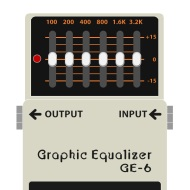 100 200 400 800 1.6K 3.2K
+15
0
-15
OUTPUT INPUT
Graphic Equalizer
GE-6